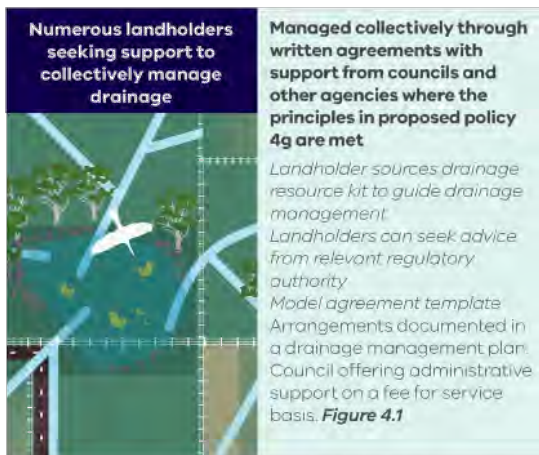 Numerous landholders
seeking support to
collectively manage
drainage
Managed collectively through
written agreements with
support from councils and
other agencies where the
principles in proposed policy
4g are met
Landholder sources drainage
resource kit to guide drainage
management
Landholders can seek advice
from relevant regulatory
authority
Model agreement template
Arrangements documented in
a drainage management plan.
Council offering administrative
support on a fee for service
basis. Figure 4.1